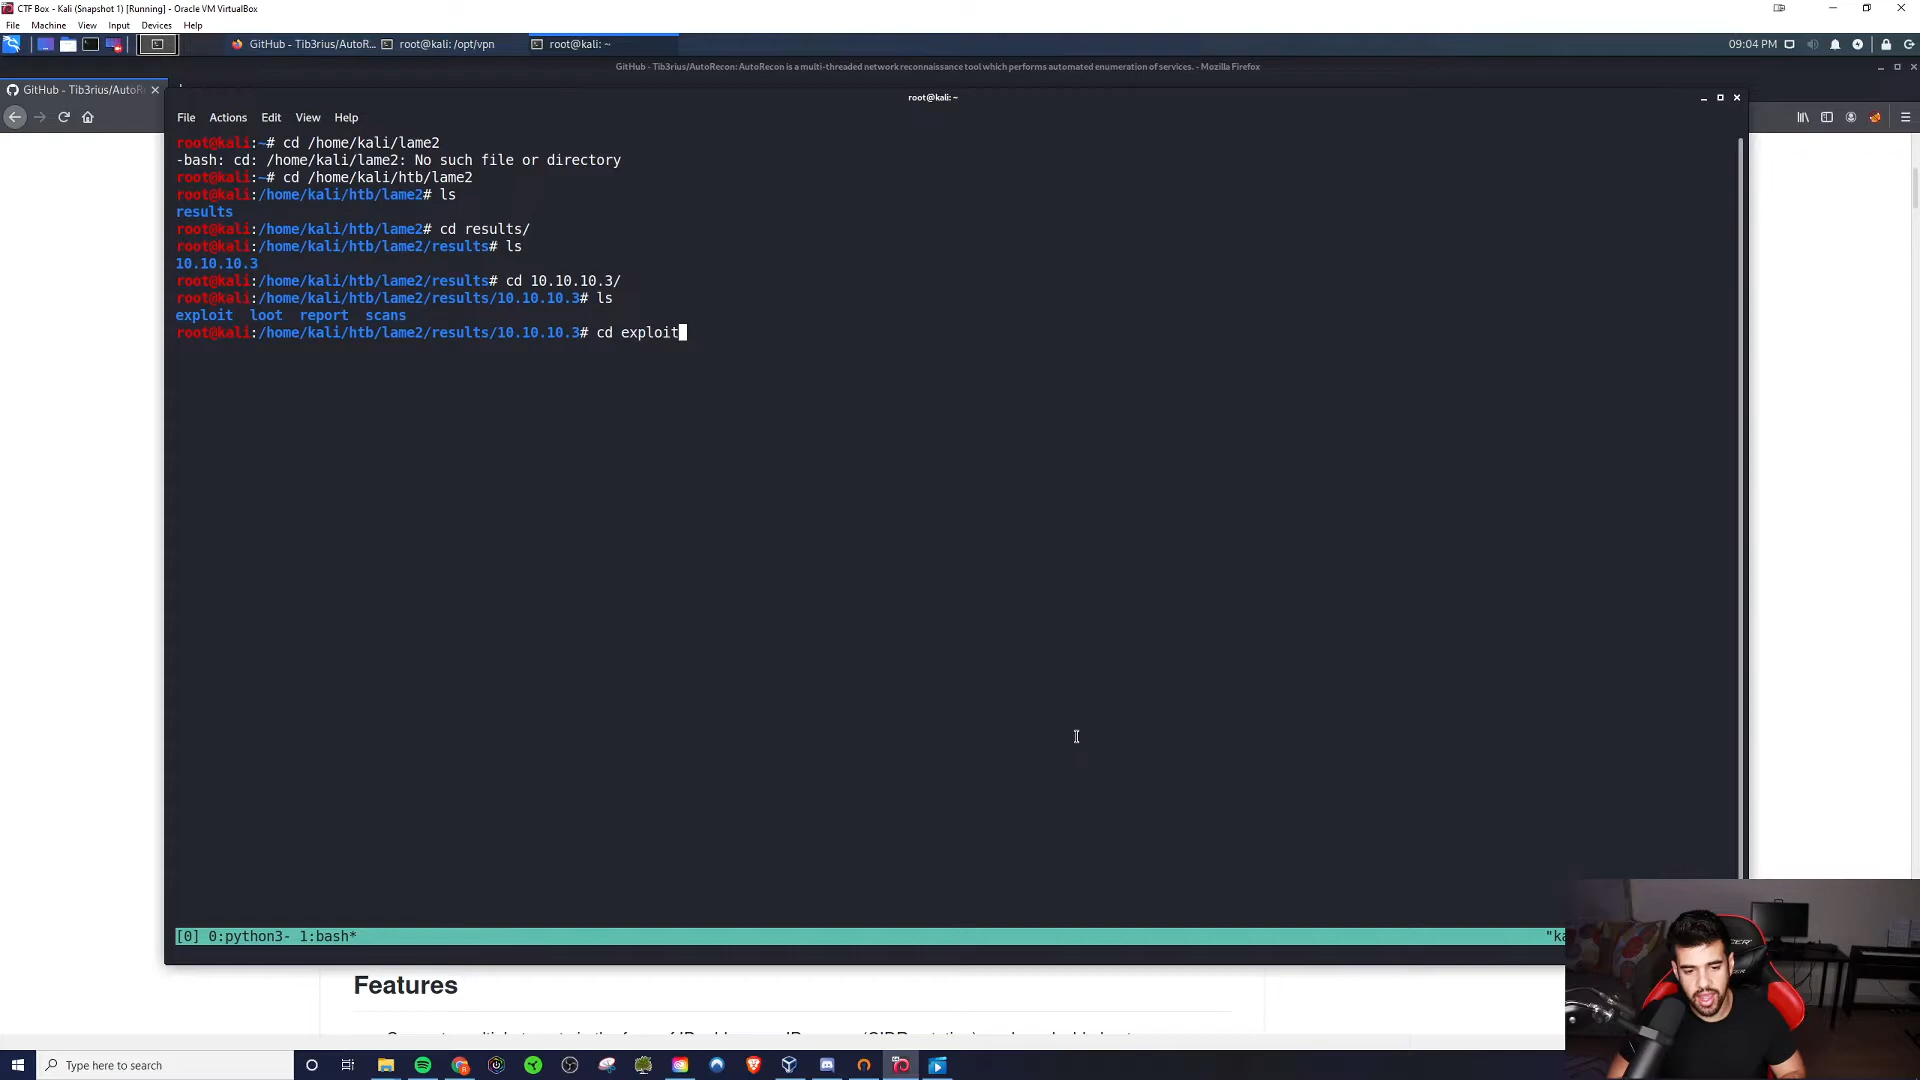 CTF Box - Kali (Snapshot 1) [Running] - Oracle VM VirtualBox
File Machine View Input Devices Help
GitHub - Tib3rius/AutoR... root@kali: /opt/vpn root@kali: ~ 09:04 PM
GitHub - Tib3rius/AutoRecon: AutoRecon is a multi-threaded network reconnaissance tool which performs automated enumeration of services. - Mozilla Firefox
GitHub - Tib3rius/AutoR
root@kali: ~
File Actions Edit View Help
root@kali:~# cd /home/kali/lame2
-bash: cd: /home/kali/lame2: No such file or directory
root@kali:~# cd /home/kali/htb/lame2
root@kali:/home/kali/htb/lame2# ls
results
root@kali:/home/kali/htb/lame2# cd results/
root@kali:/home/kali/htb/lame2/results# ls
10.10.10.3
root@kali:/home/kali/htb/lame2/results# cd 10.10.10.3/
root@kali:/home/kali/htb/lame2/results/10.10.10.3# ls
exploit loot report scans
root@kali:/home/kali/htb/lame2/results/10.10.10.3# cd exploit
[0] 0:python3- 1:bash* "ka
Features
Type here to search